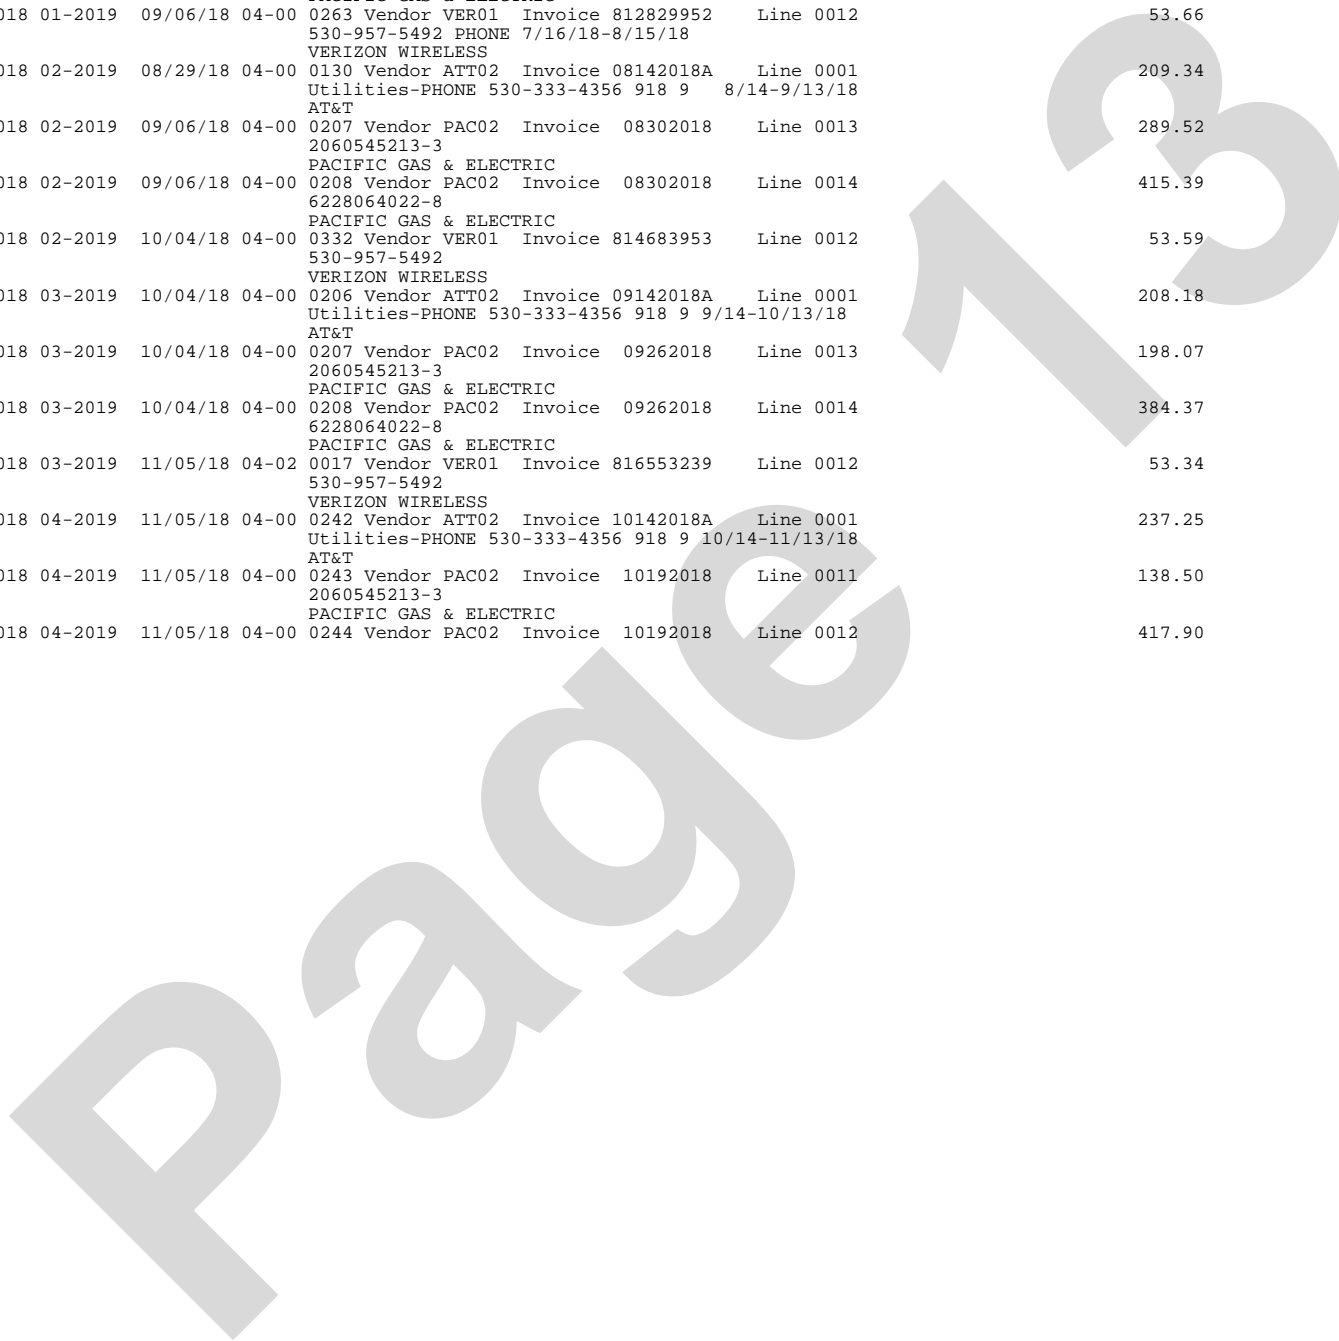 PACIFIC GAS & ELECTRIC
018 01-2019 09/06/18 04-00 0263 Vendor VER01 Invoice 812829952 Line 0012 53.66
530-957-5492 PHONE 7/16/18-8/15/18
VERIZON WIRELESS
018 02-2019 08/29/18 04-00 0130 Vendor ATT02 Invoice 08142018A Line 0001 209.34
Utilities-PHONE 530-333-4356 918 9 8/14-9/13/18
AT&T
018 02-2019 09/06/18 04-00 0207 Vendor PAC02 Invoice 08302018 Line 0013 289.52
2060545213-3
PACIFIC GAS & ELECTRIC
018 02-2019 09/06/18 04-00 0208 Vendor PAC02 Invoice 08302018 Line 0014 415.39
6228064022-8
PACIFIC GAS & ELECTRIC
018 02-2019 10/04/18 04-00 0332 Vendor VER01 Invoice 814683953 Line 0012 53.59
530-957-5492
VERIZON WIRELESS
018 03-2019 10/04/18 04-00 0206 Vendor ATT02 Invoice 09142018A Line 0001 208.18
Utilities-PHONE 530-333-4356 918 9 9/14-10/13/18
AT&T
018 03-2019 10/04/18 04-00 0207 Vendor PAC02 Invoice 09262018 Line 0013 198.07
2060545213-3
PACIFIC GAS & ELECTRIC
018 03-2019 10/04/18 04-00 0208 Vendor PAC02 Invoice 09262018 Line 0014 384.37
6228064022-8
PACIFIC GAS & ELECTRIC
018 03-2019 11/05/18 04-02 0017 Vendor VER01 Invoice 816553239 Line 0012 53.34
530-957-5492
VERIZON WIRELESS
018 04-2019 11/05/18 04-00 0242 Vendor ATT02 Invoice 10142018A Line 0001 237.25
Utilities-PHONE 530-333-4356 918 9 10/14-11/13/18
AT&T
018 04-2019 11/05/18 04-00 0243 Vendor PAC02 Invoice 10192018 Line 0011 138.50
2060545213-3
PACIFIC GAS & ELECTRIC
018 04-2019 11/05/18 04-00 0244 Vendor PAC02 Invoice 10192018 Line 0012 417.90
Page 13